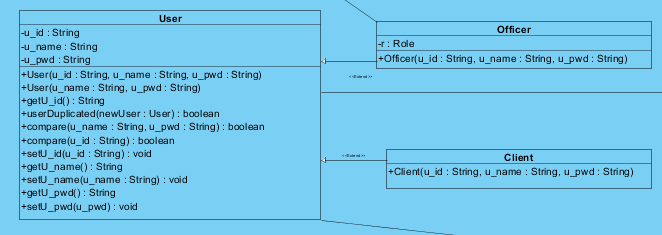 User
-u_id : String
-u_name : String
-u_pwd : String
+User(u_id : String, u_name : String, u_pwd : String)
+User(u_name : String, u_pwd : String)
+getU_id() : String
+userDuplicated(newUser : User) : boolean
+compare(u_name : String, u_pwd : String) : boolean
+compare(u_id : String) : boolean
+setU_id(u_id : String) : void
+getU_name() : String
+setU_name(u_name : String) : void
+getU_pwd() : String
+setU_pwd(u_pwd) : void
Officer
-r : Role
+Officer(u_id : String, u_name : String, u_pwd : String)
<<Extend>>
<<Extend>>
Client
+Client(u_id : String, u_name : String, u_pwd : String)